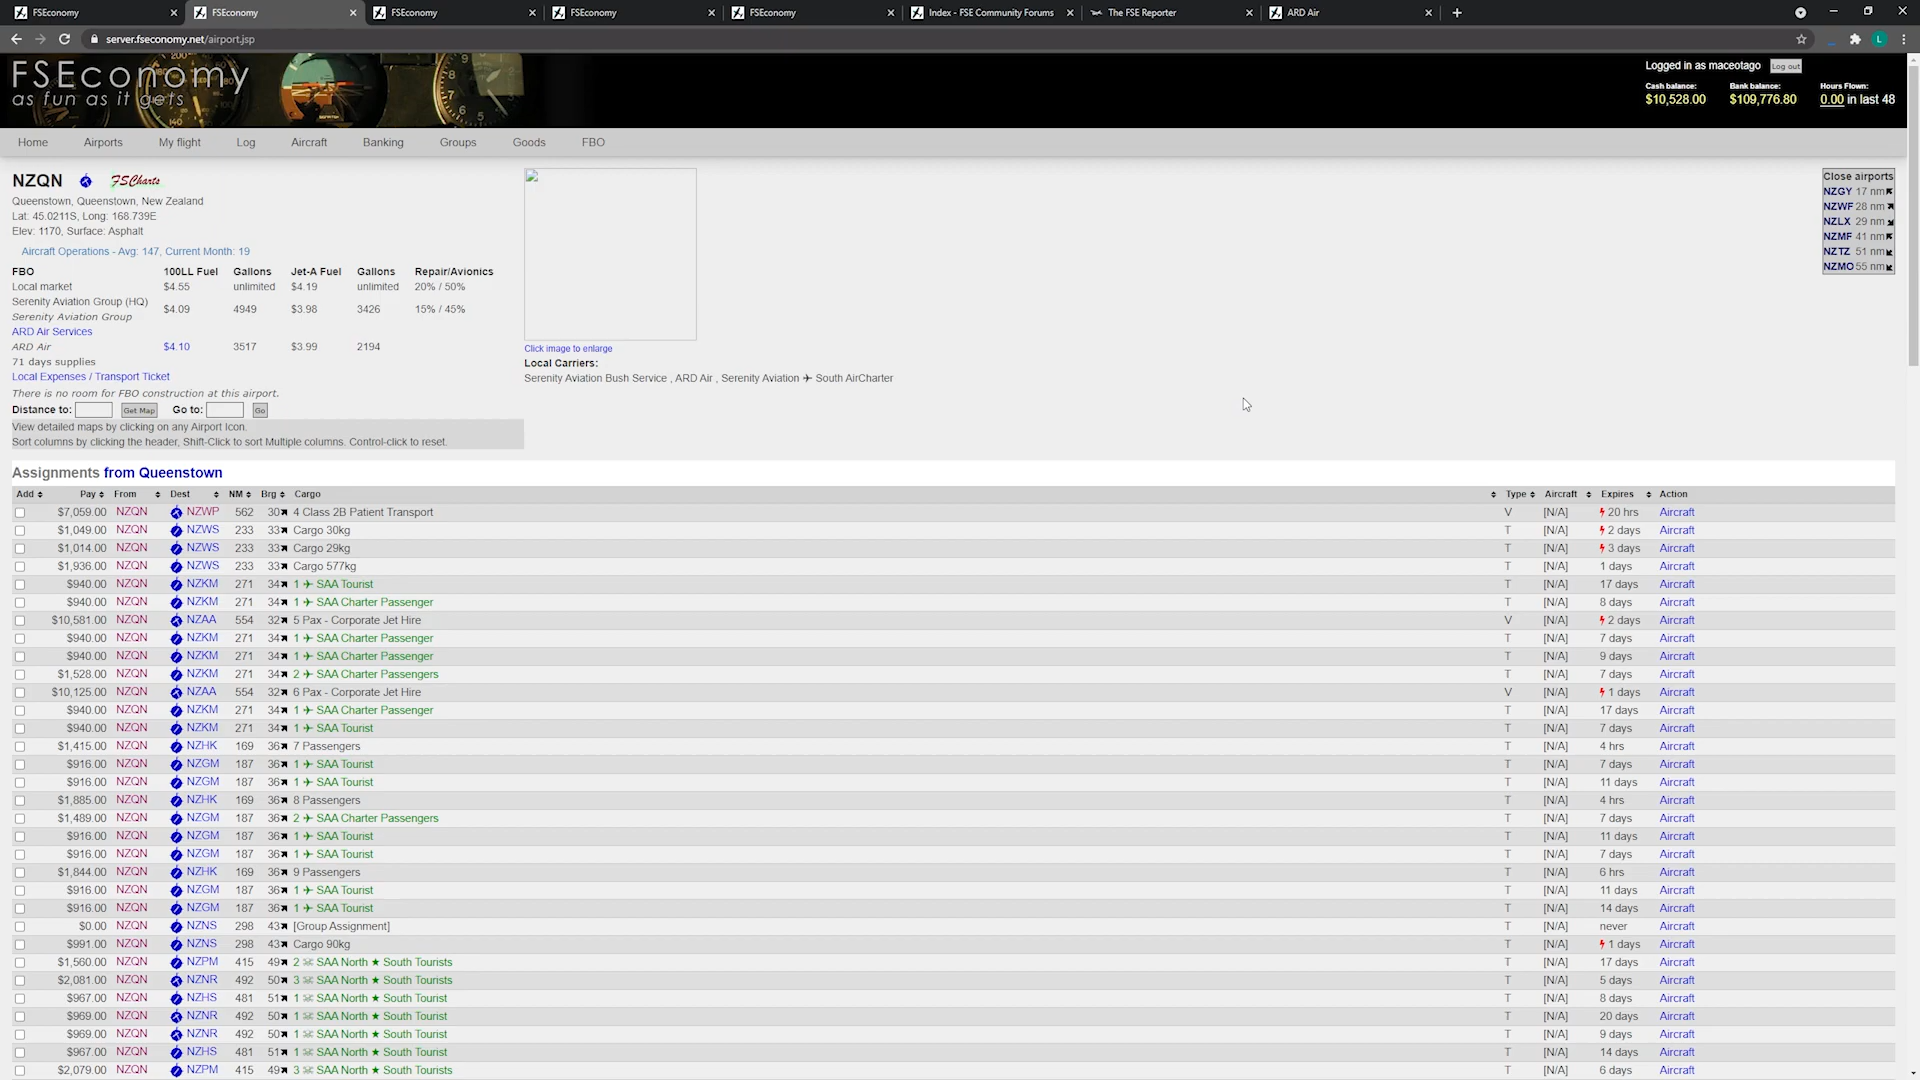 FSEconomy
FSEconomy
FSEconomy
FSEconomy
FSEconomy
Index - FSE Community Forums
The FSE Reporter
ARD Air
server.fseconomy.net/airport.jsp
L
FSEconomy
as fun as it gets
Logged in as maceotago Log out
Cash balance: Bank balance: Hours Flown:
$10,528.00 $109,776.80 0.00 in last 48
Home Airports My flight Log Aircraft Banking Groups Goods FBO
NZQN FSCharts
Queenstown, Queenstown, New Zealand
Lat: 45.0211S, Long: 168.739E
Elev: 1170, Surface: Asphalt
Aircraft Operations - Avg: 147, Current Month: 19
FBO 100LL Fuel Gallons Jet-A Fuel Gallons Repair/Avionics
Local market $4.55 unlimited $4.19 unlimited 20% / 50%
Serenity Aviation Group (HQ)
Serenity Aviation Group $4.09 4949 $3.98 3426 15% / 45%
ARD Air Services
ARD Air $4.10 3517 $3.99 2194
71 days supplies
Local Expenses / Transport Ticket
There is no room for FBO construction at this airport.
Distance to: Get Map Go to: Go
View detailed maps by clicking on any Airport Icon.
Sort columns by clicking the header, Shift-Click to sort Multiple columns. Control-click to reset.
Click image to enlarge
Local Carriers:
Serenity Aviation Bush Service , ARD Air , Serenity Aviation ✈ South AirCharter
Close airports
NZGY 17 nm
NZWF 28 nm
NZLX 29 nm
NZMF 41 nm
NZTZ 51 nm
NZMO 55 nm
Assignments from Queenstown
Add Pay From Dest NM Brg Cargo Type Aircraft Expires Action
$7,059.00 NZQN NZWP 562 30 4 Class 2B Patient Transport V [N/A] 20 hrs Aircraft
$1,049.00 NZQN NZWS 233 33 Cargo 30kg T [N/A] 2 days Aircraft
$1,014.00 NZQN NZWS 233 33 Cargo 29kg T [N/A] 3 days Aircraft
$1,936.00 NZQN NZWS 233 33 Cargo 577kg T [N/A] 1 days Aircraft
$940.00 NZQN NZKM 271 34 1 ✈ SAA Tourist T [N/A] 17 days Aircraft
$940.00 NZQN NZKM 271 34 1 ✈ SAA Charter Passenger T [N/A] 8 days Aircraft
$10,581.00 NZQN NZAA 554 32 5 Pax - Corporate Jet Hire V [N/A] 2 days Aircraft
$940.00 NZQN NZKM 271 34 1 ✈ SAA Charter Passenger T [N/A] 7 days Aircraft
$940.00 NZQN NZKM 271 34 1 ✈ SAA Charter Passenger T [N/A] 9 days Aircraft
$1,528.00 NZQN NZKM 271 34 2 ✈ SAA Charter Passengers T [N/A] 7 days Aircraft
$10,125.00 NZQN NZAA 554 32 6 Pax - Corporate Jet Hire V [N/A] 1 days Aircraft
$940.00 NZQN NZKM 271 34 1 ✈ SAA Charter Passenger T [N/A] 17 days Aircraft
$940.00 NZQN NZKM 271 34 1 ✈ SAA Tourist T [N/A] 7 days Aircraft
$1,415.00 NZQN NZHK 169 36 7 Passengers T [N/A] 4 hrs Aircraft
$916.00 NZQN NZGM 187 36 1 ✈ SAA Tourist T [N/A] 7 days Aircraft
$916.00 NZQN NZGM 187 36 1 ✈ SAA Tourist T [N/A] 11 days Aircraft
$1,885.00 NZQN NZHK 169 36 8 Passengers T [N/A] 4 hrs Aircraft
$1,489.00 NZQN NZGM 187 36 2 ✈ SAA Charter Passengers T [N/A] 7 days Aircraft
$916.00 NZQN NZGM 187 36 1 ✈ SAA Tourist T [N/A] 11 days Aircraft
$916.00 NZQN NZGM 187 36 1 ✈ SAA Tourist T [N/A] 7 days Aircraft
$1,844.00 NZQN NZHK 169 36 9 Passengers T [N/A] 6 hrs Aircraft
$916.00 NZQN NZGM 187 36 1 ✈ SAA Tourist T [N/A] 11 days Aircraft
$916.00 NZQN NZGM 187 36 1 ✈ SAA Tourist T [N/A] 14 days Aircraft
$0.00 NZQN NZNS 298 43 [Group Assignment] T [N/A] never Aircraft
$991.00 NZQN NZNS 298 43 Cargo 90kg T [N/A] 1 days Aircraft
$1,560.00 NZQN NZPM 415 49 2 SAA North ★ South Tourists T [N/A] 17 days Aircraft
$2,081.00 NZQN NZNR 492 50 3 SAA North ★ South Tourists T [N/A] 5 days Aircraft
$967.00 NZQN NZHS 481 51 1 SAA North ★ South Tourist T [N/A] 8 days Aircraft
$969.00 NZQN NZNR 492 50 1 SAA North ★ South Tourist T [N/A] 20 days Aircraft
$969.00 NZQN NZNR 492 50 1 SAA North ★ South Tourist T [N/A] 9 days Aircraft
$967.00 NZQN NZHS 481 51 1 SAA North ★ South Tourist T [N/A] 14 days Aircraft
$2,079.00 NZQN NZPM 415 49 3 SAA North ★ South Tourists T [N/A] 6 days Aircraft